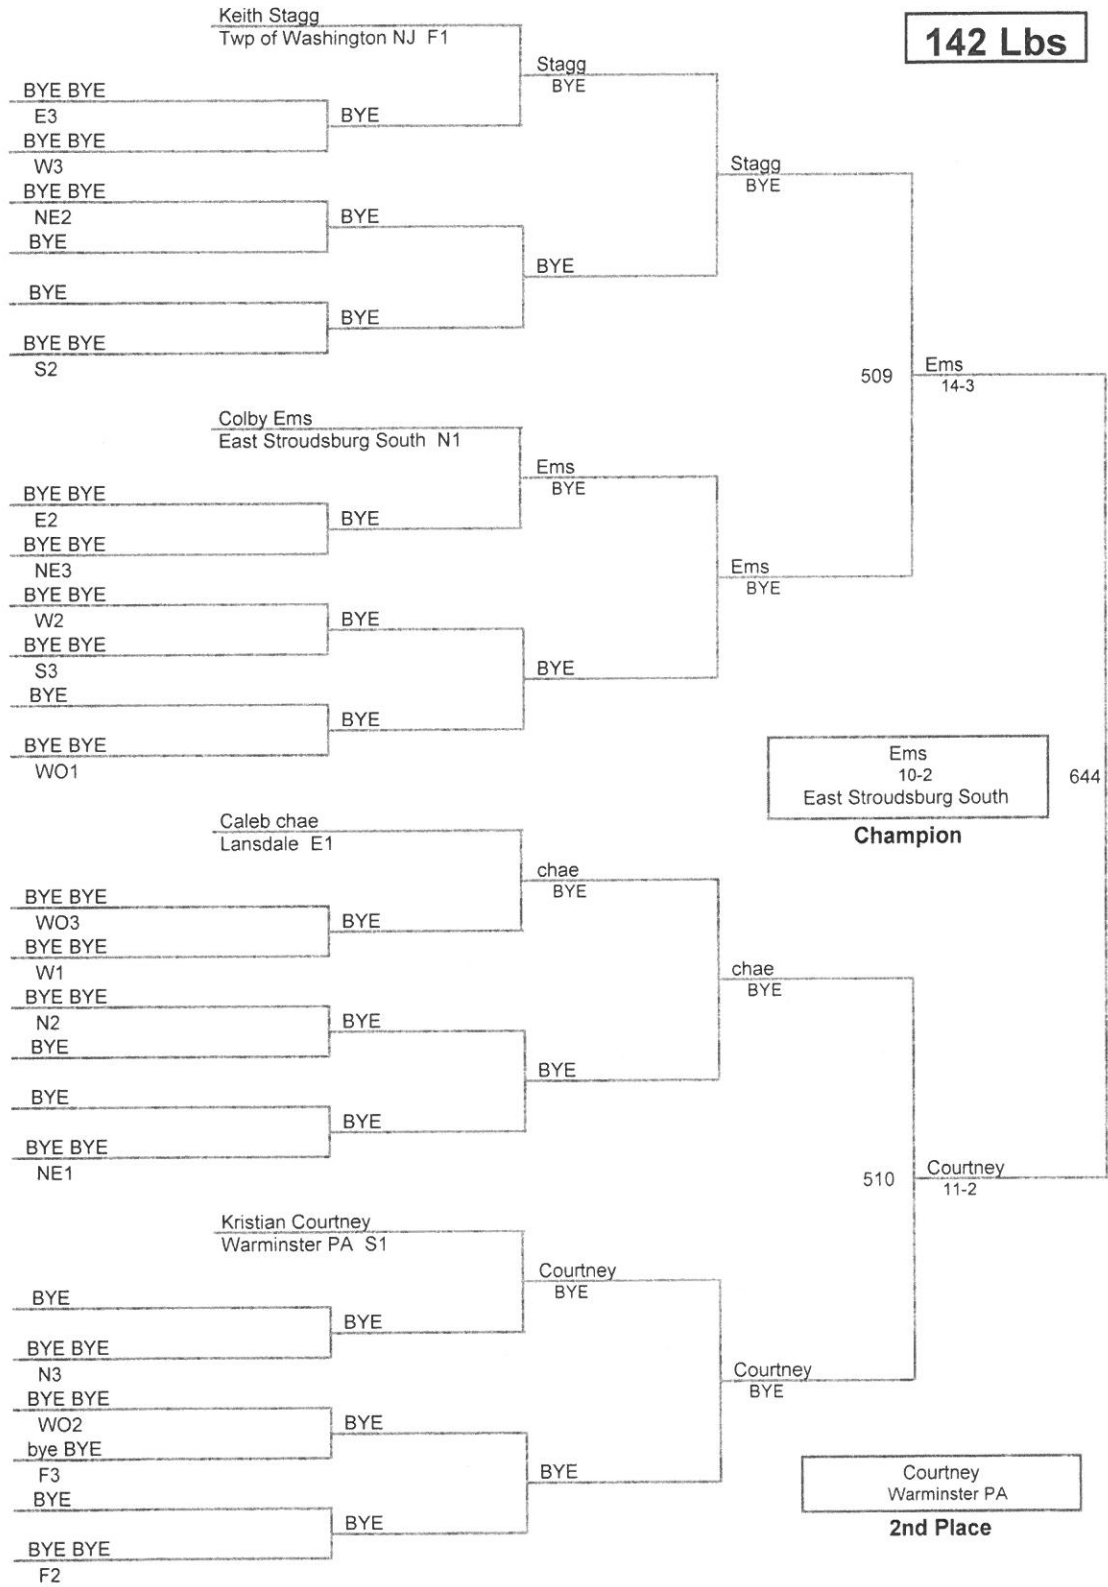 Keith Stagg
Twp of Washington NJ F1
142 Lbs
Stagg
BYE
BYE BYE
E3
BYE
BYE BYE
W3
Stagg
BYE
BYE BYE
NE2
BYE
BYE
BYE
BYE
BYE
BYE BYE
S2
509
Ems
14-3
Colby Ems
East Stroudsburg South N1
Ems
BYE
BYE BYE
E2
BYE
BYE BYE
NE3
Ems
BYE
BYE BYE
W2
BYE
BYE BYE
S3
BYE
BYE
BYE
BYE BYE
WO1
Ems
10-2
East Stroudsburg South
644
Champion
Caleb chae
Lansdale E1
chae
BYE
BYE BYE
WO3
BYE
BYE BYE
W1
chae
BYE
BYE BYE
N2
BYE
BYE
BYE
BYE
BYE
BYE BYE
NE1
510
Courtney
11-2
Kristian Courtney
Warminster PA S1
Courtney
BYE
BYE
BYE
BYE BYE
N3
Courtney
BYE
BYE BYE
WO2
BYE
bye BYE
F3
BYE
BYE
BYE
BYE BYE
F2
Courtney
Warminster PA
2nd Place